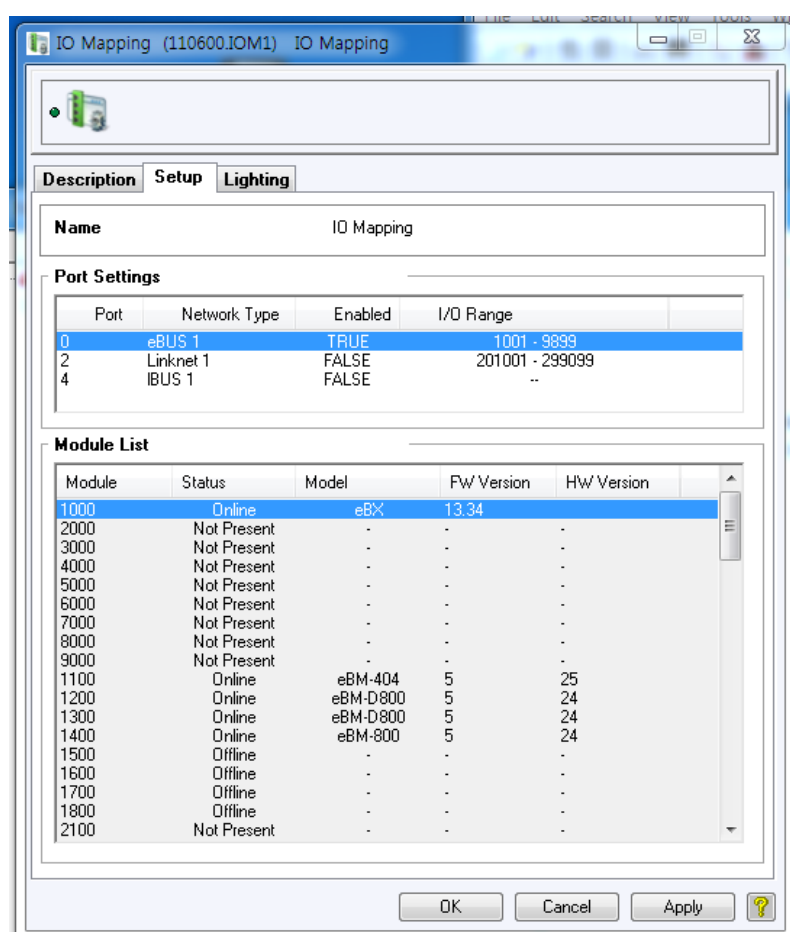 File Edit Search View Tools
IO Mapping (110600.IOM1) IO Mapping
Description Setup Lighting
Name IO Mapping
Port Settings
Port Network Type Enabled I/O Range
0 eBUS 1 TRUE 1001 - 9899
2 Linknet 1 FALSE 201001 - 299099
4 IBUS 1 FALSE --
Module List
Module Status Model FW Version HW Version
1000 Online eBX 13.34
2000 Not Present - - -
3000 Not Present - - -
4000 Not Present - - -
5000 Not Present - - -
6000 Not Present - - -
7000 Not Present - - -
8000 Not Present - - -
9000 Not Present - - -
1100 Online eBM-404 5 25
1200 Online eBM-D800 5 24
1300 Online eBM-D800 5 24
1400 Online eBM-800 5 24
1500 Offline - - -
1600 Offline - - -
1700 Offline - - -
1800 Offline - - -
2100 Not Present - - -
OK Cancel Apply ?